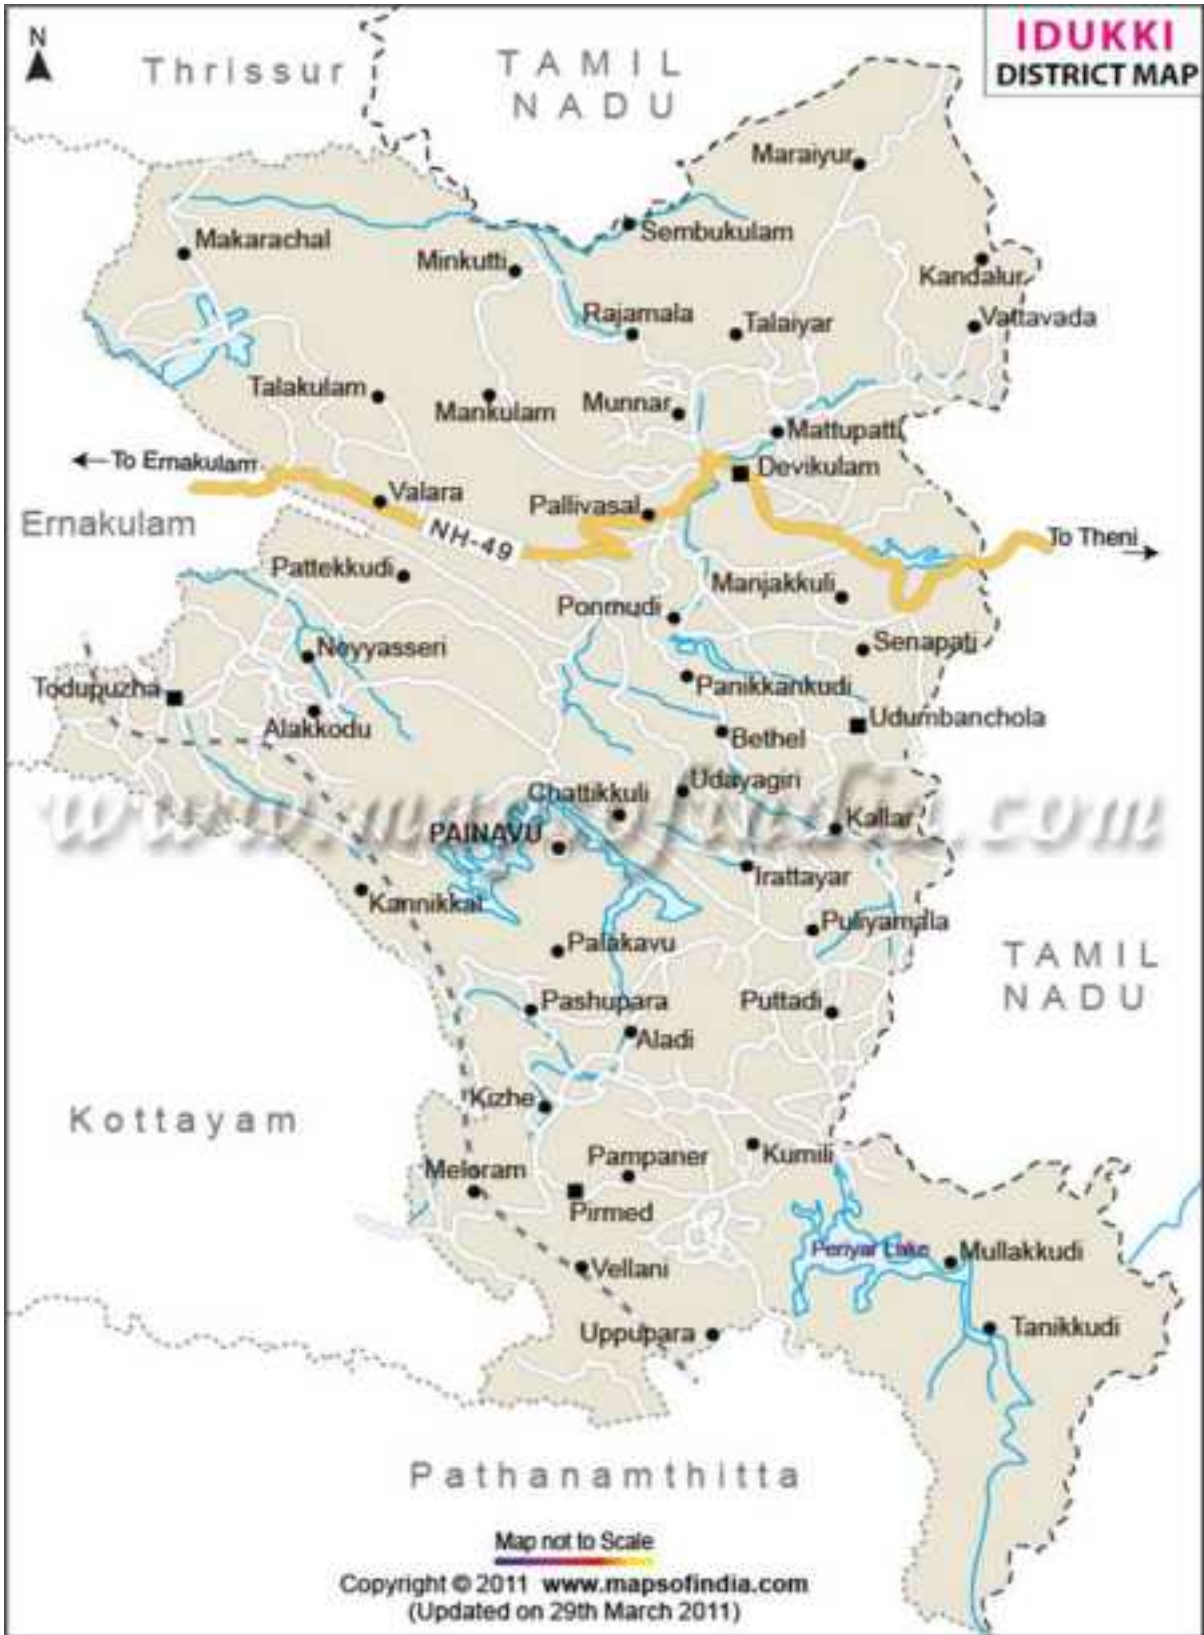 IDUKKI
DISTRICT MAP
N
Thrissur
TAMIL
NADU
Maraiyur
Makarachal
Sembukulam
Minkutti
Kandalur
Rajamala
Talaiyar
Vattavada
Talakulam
Mankulam
Munnar
Mattupatti
To Ernakulam
Devikulam
Valara
Pallivasal
Ernakulam
NH-49
To Theni
Pattekkudi
Manjakkuli
Ponmudi
Neyyasseri
Senapati
Todupuzha
Panikkankudi
Alakkodu
Udumbanchola
Bethel
Udayagiri
Chattikkuli
www.mapsofindia.com
Kallar
PAINAVU
Irattayar
Kannikkal
Puliyamala
Palakavu
TAMIL
NADU
Pashupara
Puttadi
Aladi
Kizhe
Kottayam
Kumili
Pampaner
Meloram
Pirmed
Periyar Lake
Mullakkudi
Vellani
Uppupara
Tanikkudi
Pathanamthitta
Map not to Scale
Copyright © 2011 www.mapsofindia.com
(Updated on 29th March 2011)